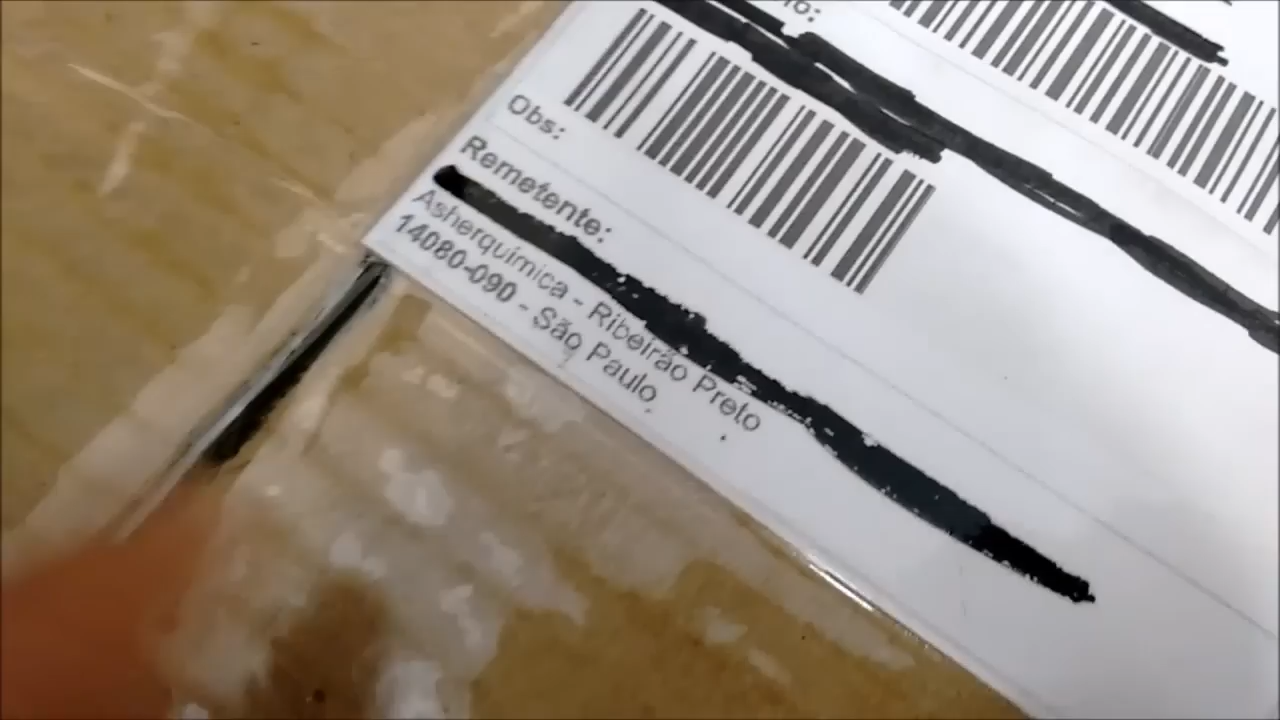 Obs:
Remetente:
Asherquímica - Ribeirão Preto
14080-090 - São Paulo